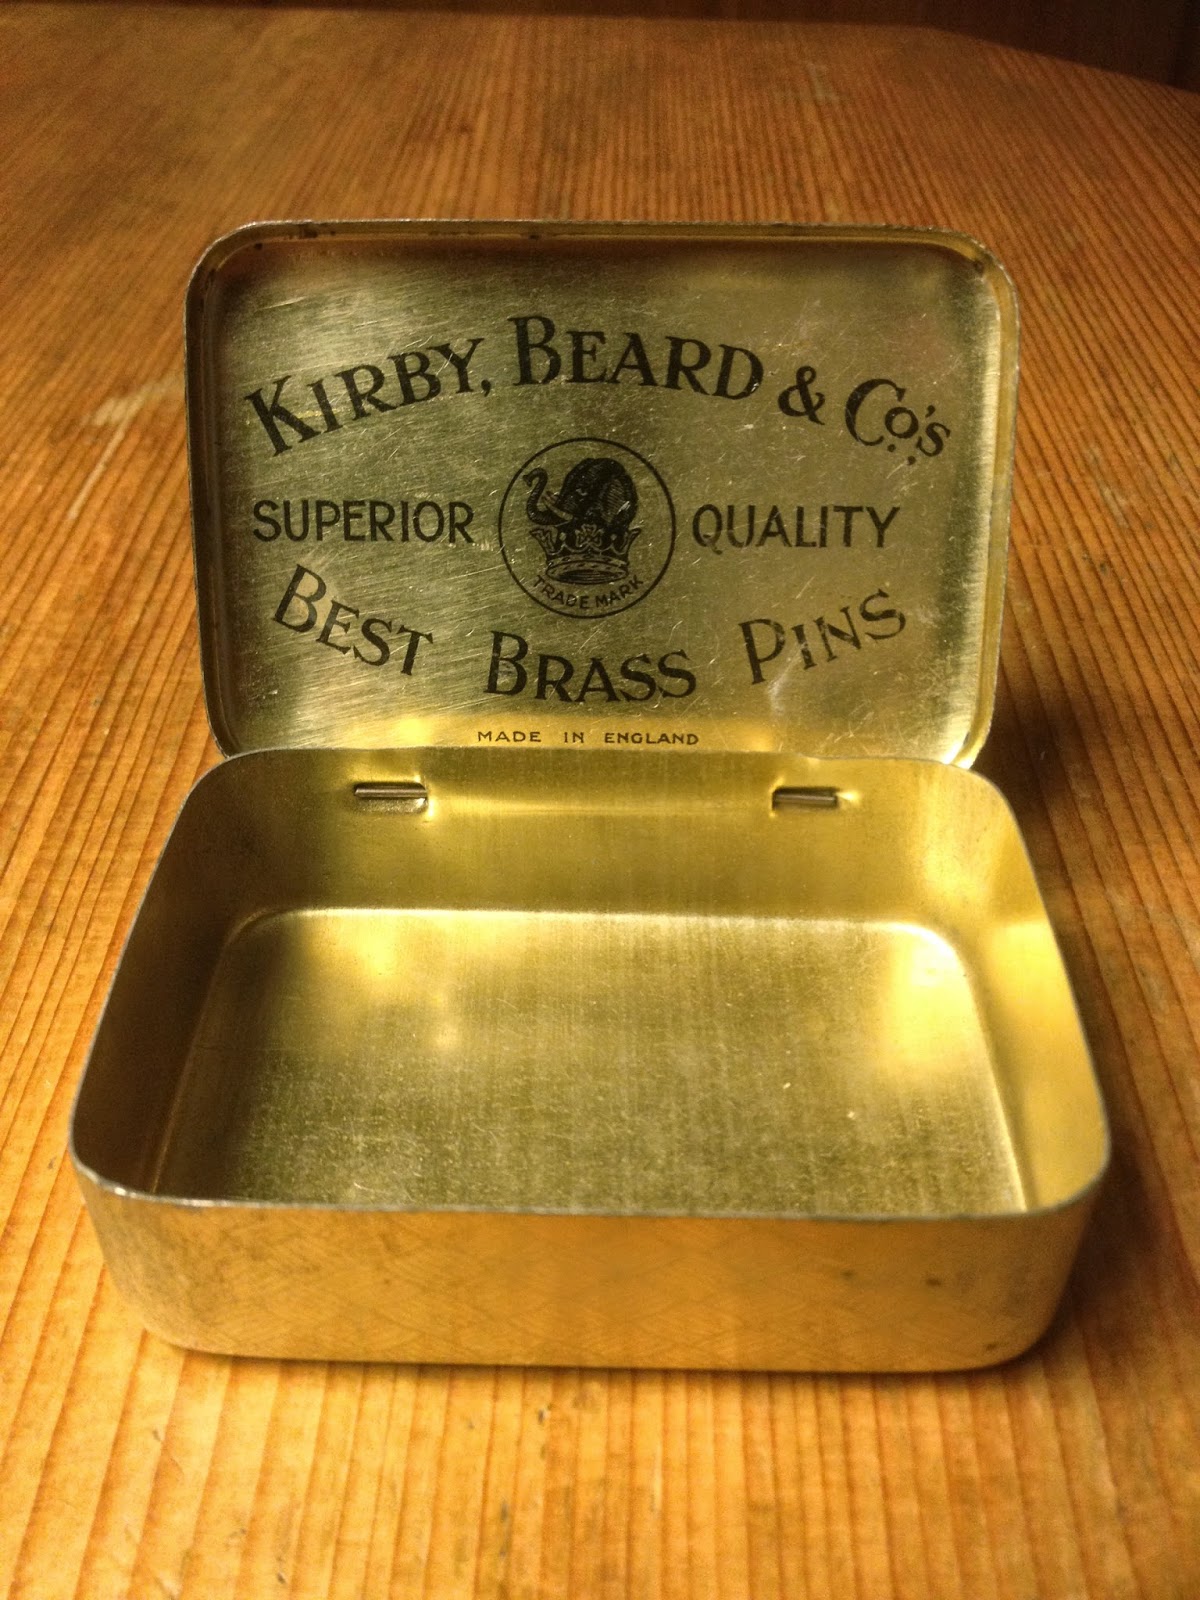 KIRBY, BEARD & Co's
SUPERIOR QUALITY
TRADE MARK
BEST BRASS PINS
MADE IN ENGLAND